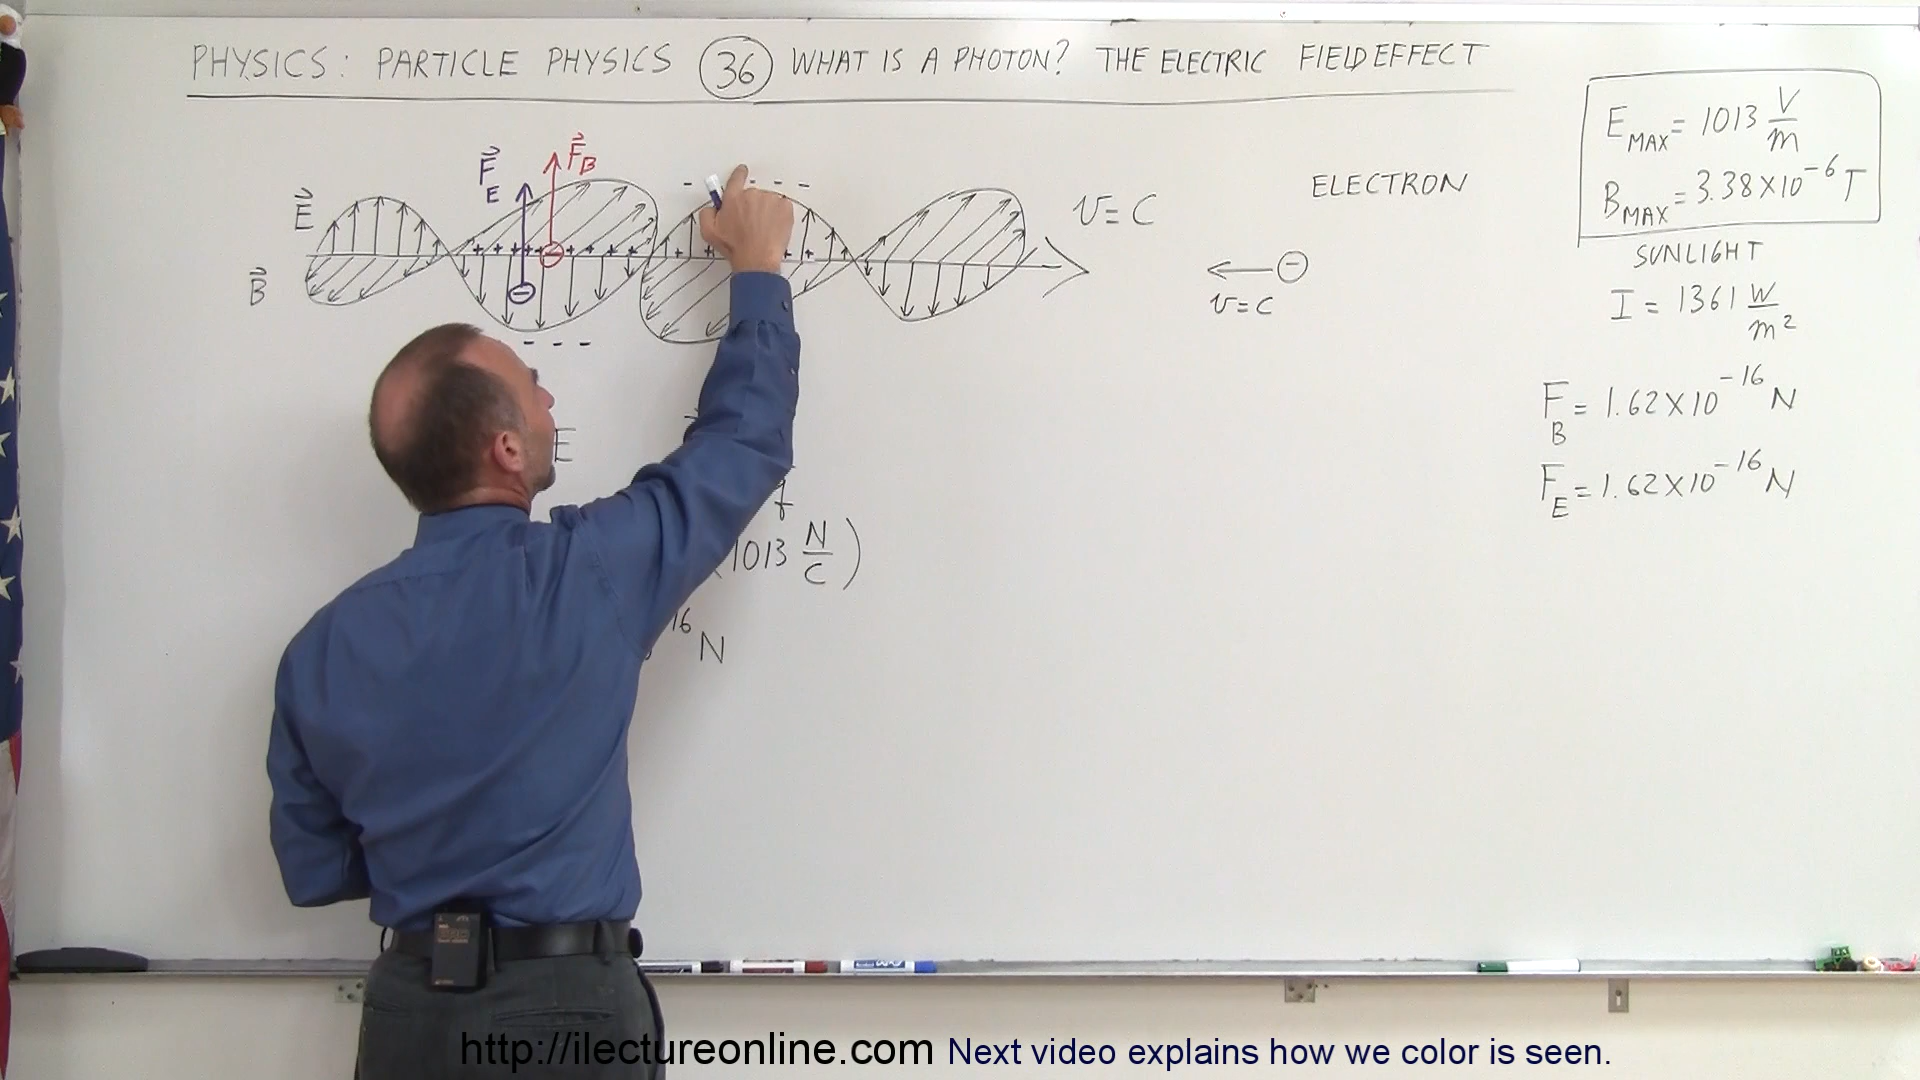 PHYSICS: PARTICLE PHYSICS 36 WHAT IS A PHOTON? THE ELECTRIC FIELD EFFECT
E_MAX = 1013 V/m
B_MAX = 3.38 X 10^-6 T
SUNLIGHT
I = 1361 W/m^2
F_B = 1.62 X 10^-16 N
F_E = 1.62 X 10^-16 N
ELECTRON
v = C
v = C
E
B
F_E
F_B
E
q
1013 N/C )
16 N
http://ilectureonline.com Next video explains how we color is seen.